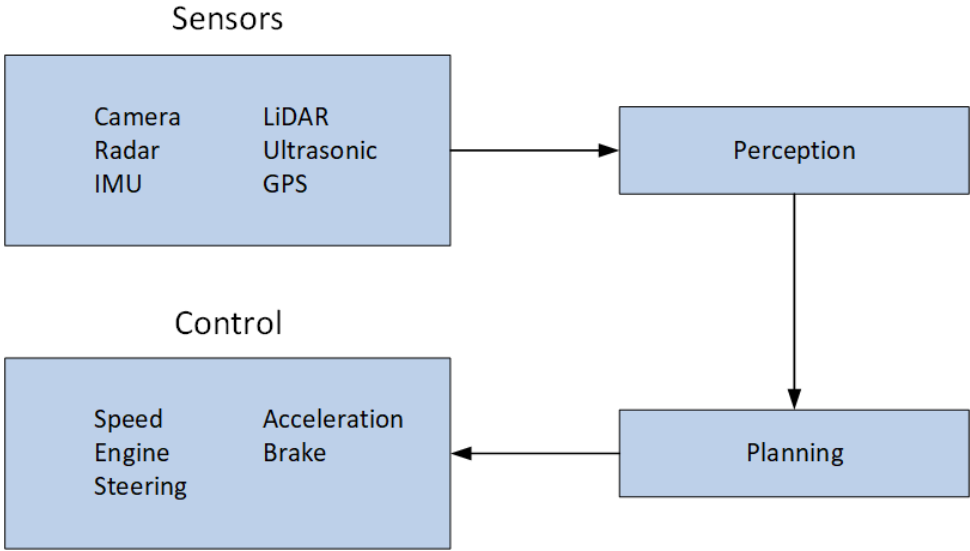 Sensors
Camera LiDAR
Radar Ultrasonic
IMU GPS
Perception
Control
Speed Acceleration
Engine Brake
Steering
Planning